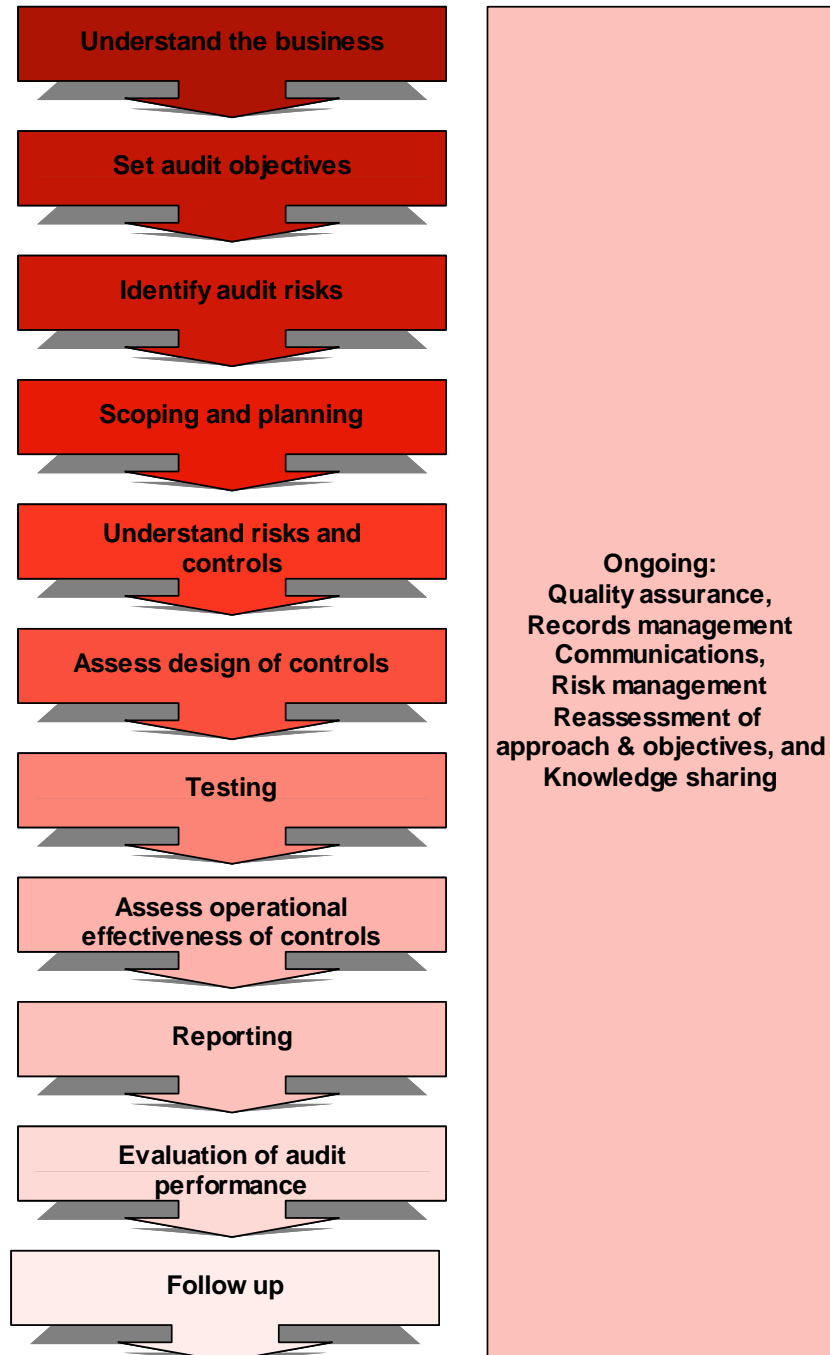 Understand the business
Set audit objectives
Identify audit risks
Scoping and planning
Understand risks and
controls
Assess design of controls
Testing
Assess operational
effectiveness of controls
Reporting
Evaluation of audit
performance
Follow up
Ongoing:
Quality assurance,
Records management
Communications,
Risk management
Reassessment of
approach & objectives, and
Knowledge sharing